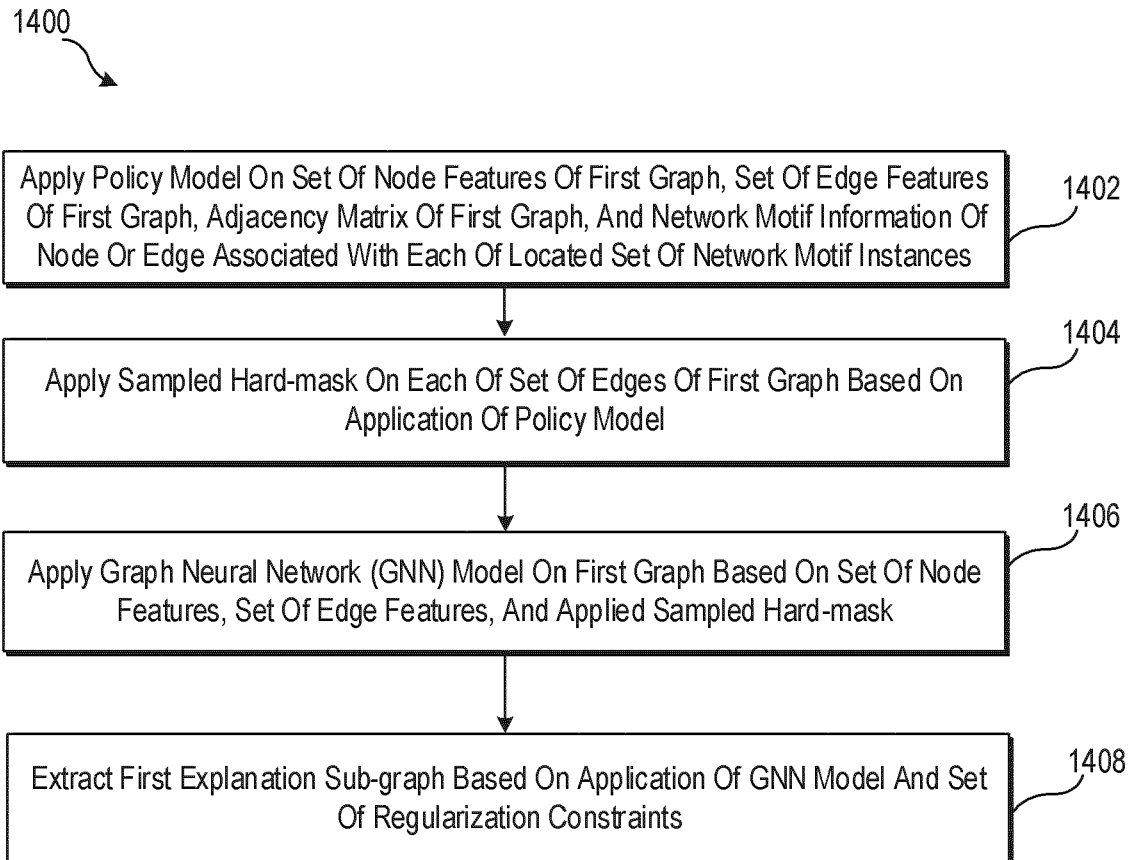 1400
Apply Policy Model On Set Of Node Features Of First Graph, Set Of Edge Features
Of First Graph, Adjacency Matrix Of First Graph, And Network Motif Information Of
Node Or Edge Associated With Each Of Located Set Of Network Motif Instances
1402
Apply Sampled Hard-mask On Each Of Set Of Edges Of First Graph Based On
Application Of Policy Model
1404
Apply Graph Neural Network (GNN) Model On First Graph Based On Set Of Node
Features, Set Of Edge Features, And Applied Sampled Hard-mask
1406
Extract First Explanation Sub-graph Based On Application Of GNN Model And Set
Of Regularization Constraints
1408